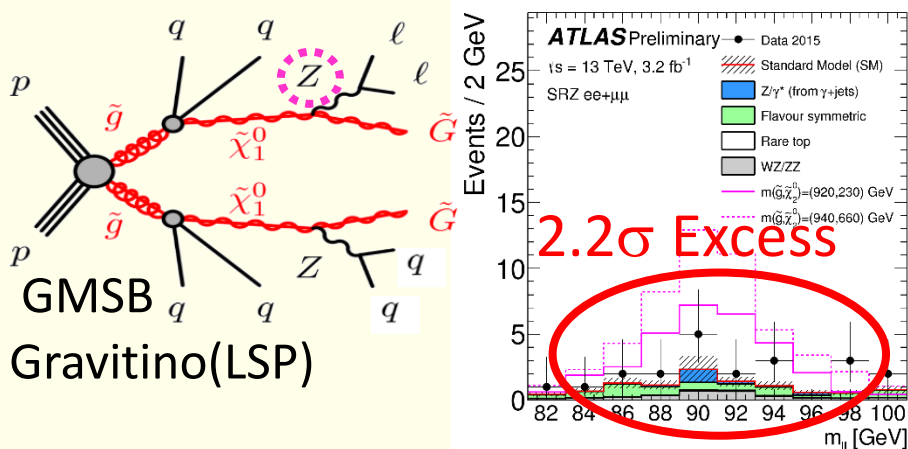 q q ℓ
Z
p ℓ
g̃ χ̃₁⁰ G̃
g̃ χ̃₁⁰ G̃
p Z q
q q q
GMSB
Gravitino(LSP)
ATLAS Preliminary
√s = 13 TeV, 3.2 fb⁻¹
SRZ ee+μμ
Data 2015
Standard Model (SM)
Z/γ* (from γ+jets)
Flavour symmetric
Rare top
WZ/ZZ
m(g̃,χ̃₂⁰)=(920,230) GeV
m(g̃,χ̃₂⁰)=(940,660) GeV
2.2σ Excess
Events / 2 GeV
25
20
15
10
5
0
82 84 86 88 90 92 94 96 98 100
m_ll [GeV]